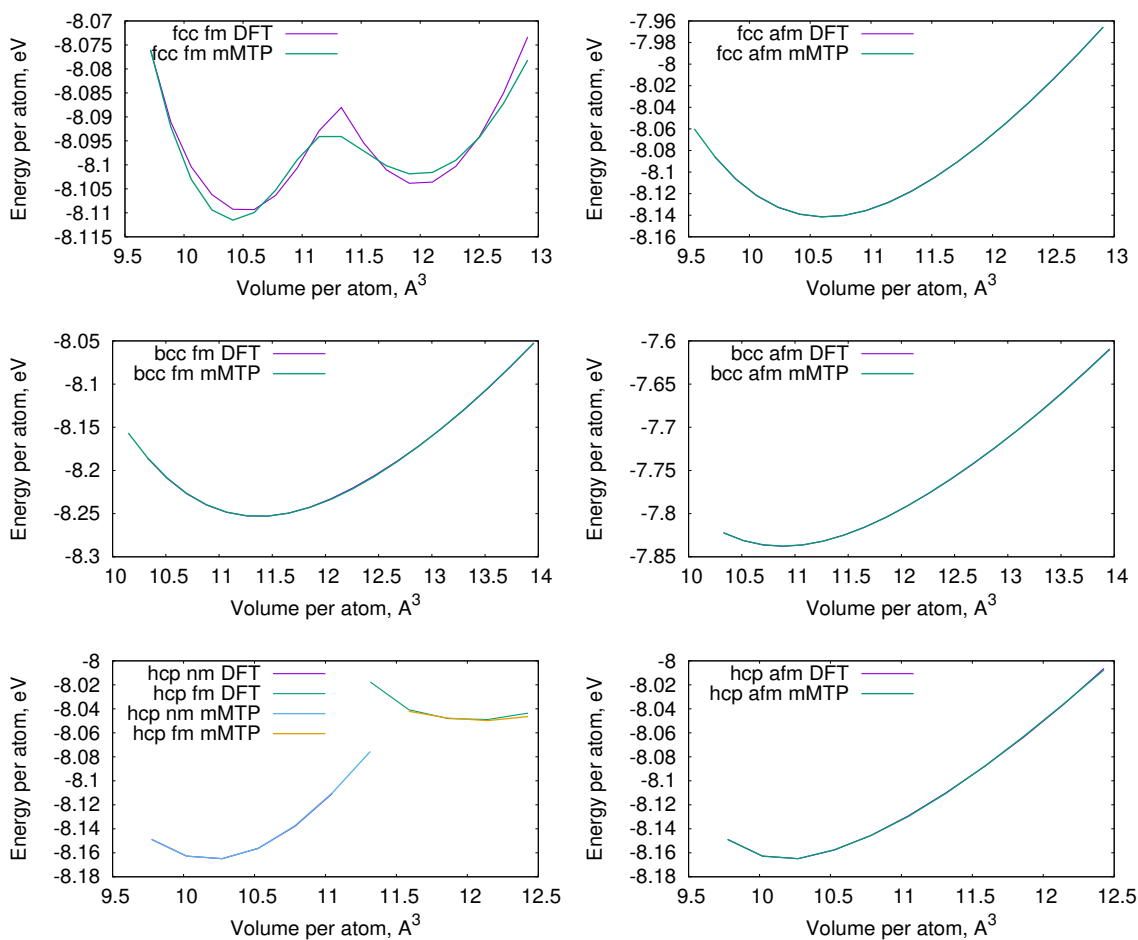 -8.07
-8.075
-8.08
-8.085
-8.09
-8.095
-8.1
-8.105
-8.11
-8.115
9.5 10 10.5 11 11.5 12 12.5 13
Energy per atom, eV
Volume per atom, A^3
fcc fm DFT
fcc fm mMTP
-7.96
-7.98
-8
-8.02
-8.04
-8.06
-8.08
-8.1
-8.12
-8.14
-8.16
9.5 10 10.5 11 11.5 12 12.5 13
Energy per atom, eV
Volume per atom, A^3
fcc afm DFT
fcc afm mMTP
-8.05
-8.1
-8.15
-8.2
-8.25
-8.3
10 10.5 11 11.5 12 12.5 13 13.5 14
Energy per atom, eV
Volume per atom, A^3
bcc fm DFT
bcc fm mMTP
-7.6
-7.65
-7.7
-7.75
-7.8
-7.85
10 10.5 11 11.5 12 12.5 13 13.5 14
Energy per atom, eV
Volume per atom, A^3
bcc afm DFT
bcc afm mMTP
-8
-8.02
-8.04
-8.06
-8.08
-8.1
-8.12
-8.14
-8.16
-8.18
9.5 10 10.5 11 11.5 12 12.5
Energy per atom, eV
Volume per atom, A^3
hcp nm DFT
hcp fm DFT
hcp nm mMTP
hcp fm mMTP
-8
-8.02
-8.04
-8.06
-8.08
-8.1
-8.12
-8.14
-8.16
-8.18
9.5 10 10.5 11 11.5 12 12.5
Energy per atom, eV
Volume per atom, A^3
hcp afm DFT
hcp afm mMTP